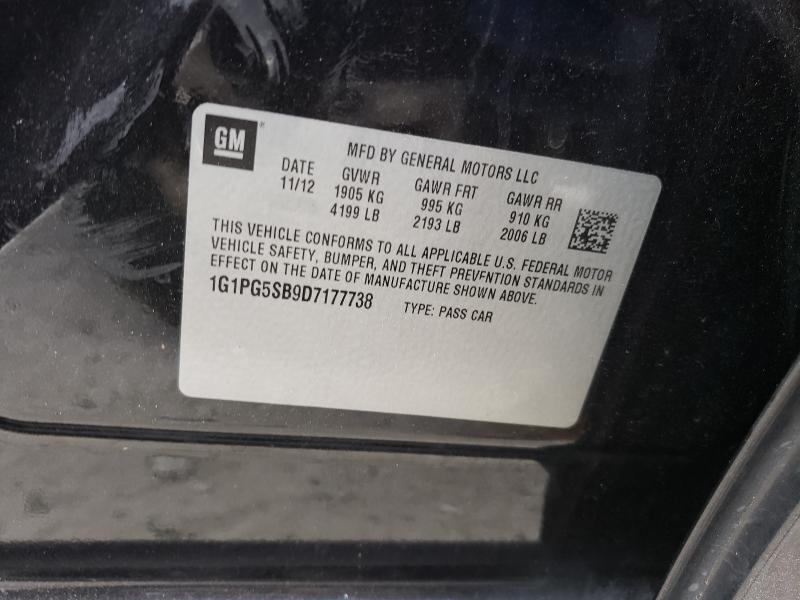 GM
MFD BY GENERAL MOTORS LLC
DATE GVWR GAWR FRT GAWR RR
11/12 1905 KG 995 KG 910 KG
4199 LB 2193 LB 2006 LB
THIS VEHICLE CONFORMS TO ALL APPLICABLE U.S. FEDERAL MOTOR
VEHICLE SAFETY, BUMPER, AND THEFT PREVENTION STANDARDS IN
EFFECT ON THE DATE OF MANUFACTURE SHOWN ABOVE.
1G1PG5SB9D7177738 TYPE: PASS CAR